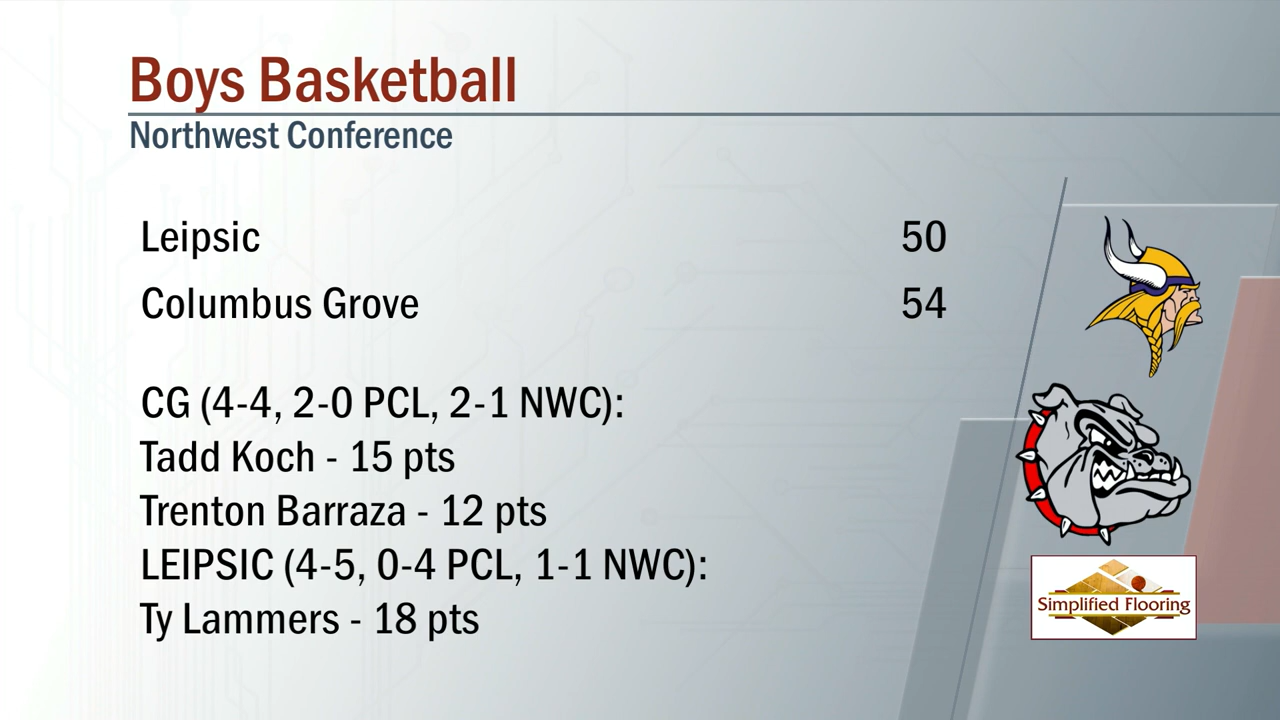 Boys Basketball
Northwest Conference
Leipsic 50
Columbus Grove 54
CG (4-4, 2-0 PCL, 2-1 NWC):
Tadd Koch - 15 pts
Trenton Barraza - 12 pts
LEIPSIC (4-5, 0-4 PCL, 1-1 NWC):
Ty Lammers - 18 pts
Simplified Flooring